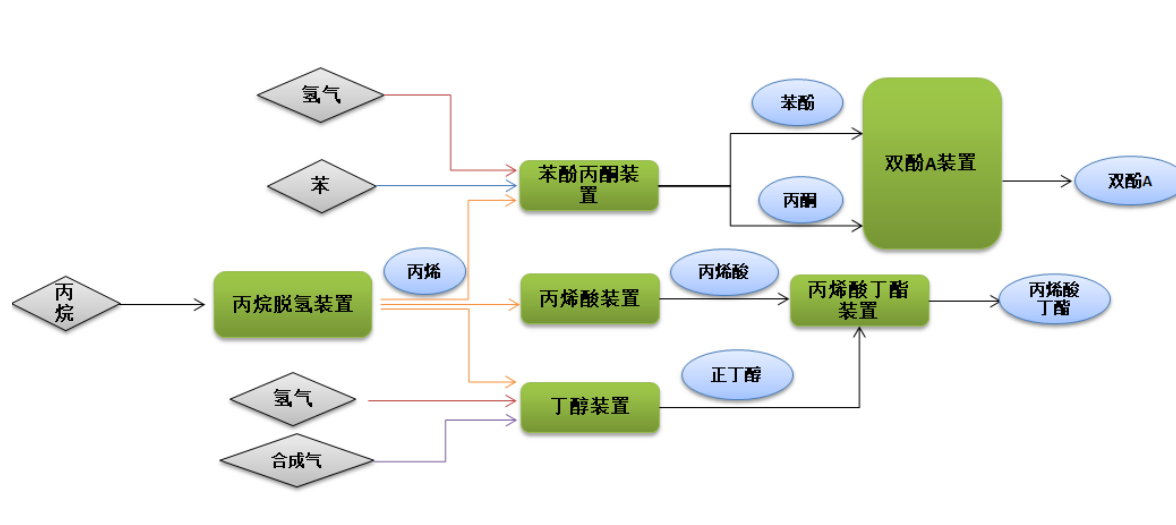 氢气
苯酚
苯
苯酚丙酮装
置
双酚A装置
双酚A
丙酮
丙烷
丙烯
丙烷脱氢装置
丙烯酸装置
丙烯酸
丙烯酸丁酯
装置
丙烯酸
丁酯
氢气
丁醇装置
正丁醇
合成气